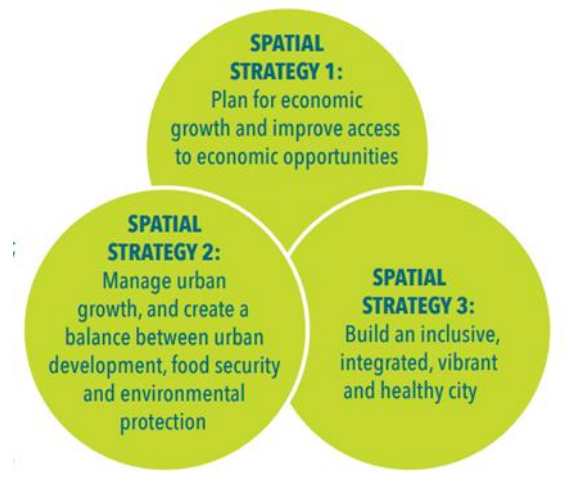 SPATIAL
STRATEGY 1:
Plan for economic
growth and improve access
to economic opportunities
SPATIAL
STRATEGY 2:
Manage urban
growth, and create a
balance between urban
development, food security
and environmental
protection
SPATIAL
STRATEGY 3:
Build an inclusive,
integrated, vibrant
and healthy city